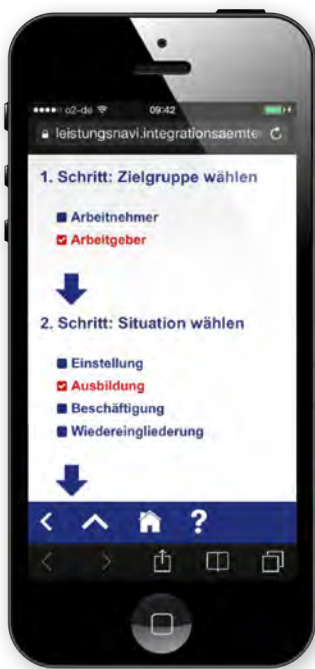 o2-de 09:42
leistungsnavi.integrationsaemte
1. Schritt: Zielgruppe wählen
Arbeitnehmer
Arbeitgeber
2. Schritt: Situation wählen
Einstellung
Ausbildung
Beschäftigung
Wiedereingliederung
?